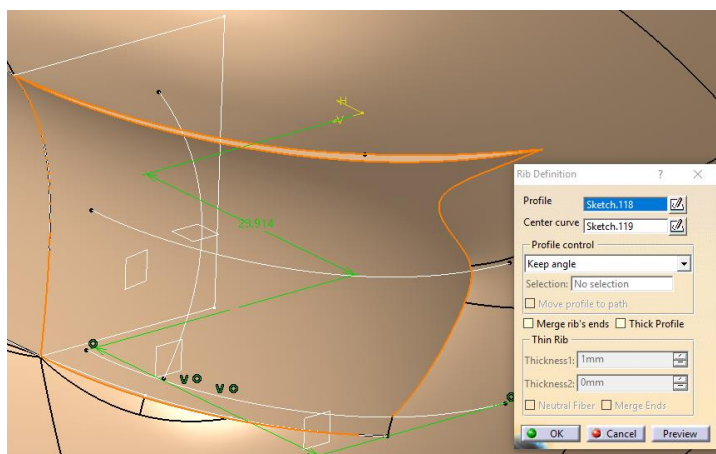 H
V
23,914
V
V
Rib Definition ? ×
Profile Sketch.118
Center curve Sketch.119
Profile control
Keep angle
Selection: No selection
Move profile to path
Merge rib's ends Thick Profile
Thin Rib
Thickness1: 1mm
Thickness2: 0mm
Neutral Fiber Merge Ends
OK Cancel Preview